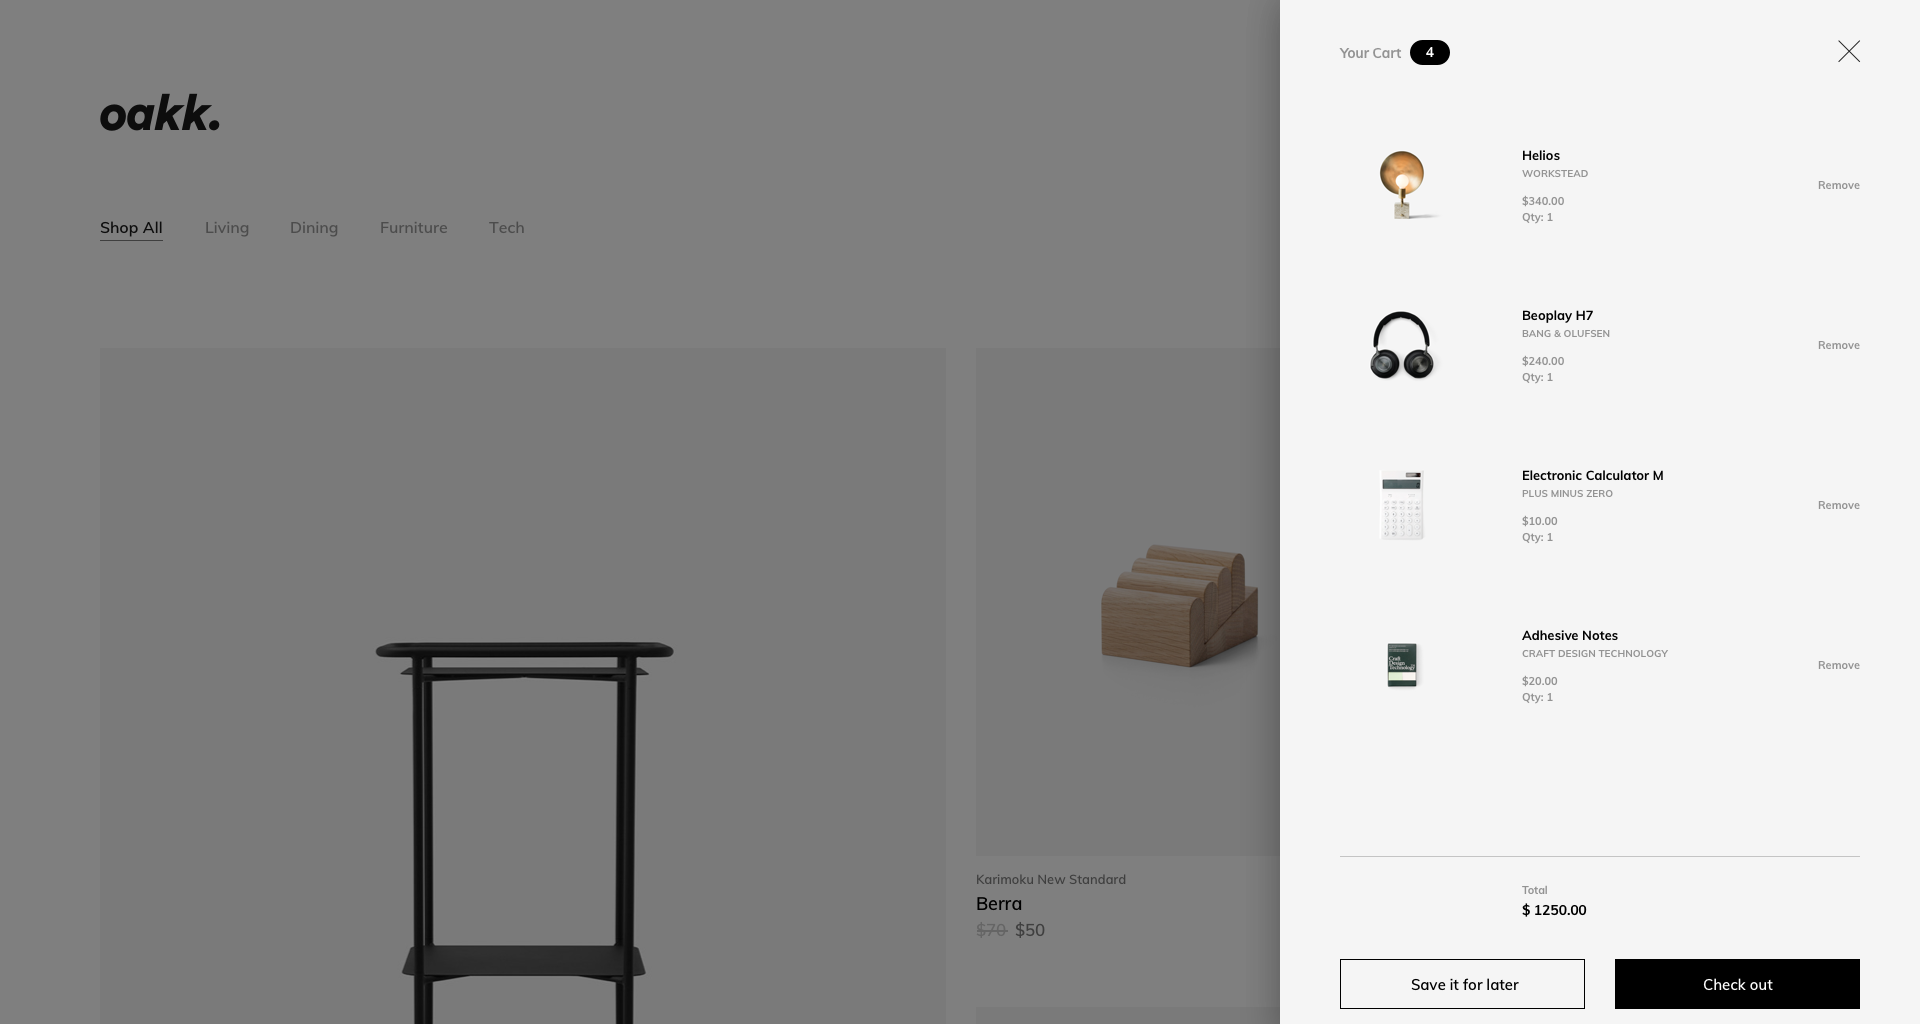 oakk.
Shop All Living Dining Furniture Tech
Karimoku New Standard
Berra
$70 $50
Your Cart 4
Helios
WORKSTEAD
$340.00
Qty: 1
Remove
Beoplay H7
BANG & OLUFSEN
$240.00
Qty: 1
Remove
Electronic Calculator M
PLUS MINUS ZERO
$10.00
Qty: 1
Remove
Craft
Design
Technology
Adhesive Notes
CRAFT DESIGN TECHNOLOGY
$20.00
Qty: 1
Remove
Total
$ 1250.00
Save it for later
Check out